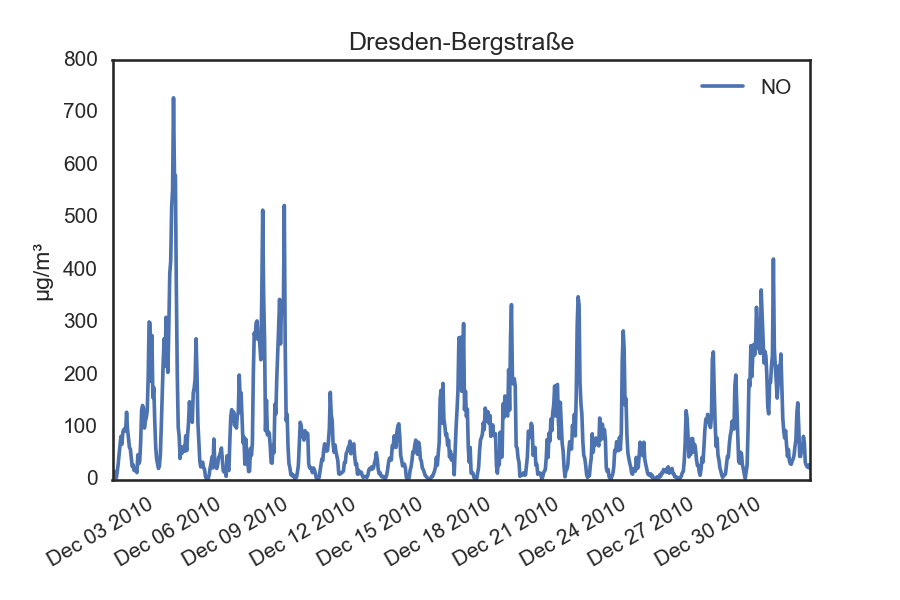 Dresden-Bergstraße
800
700
600
500
400
300
200
100
0
µg/m³
NO
Dec 03 2010
Dec 06 2010
Dec 09 2010
Dec 12 2010
Dec 15 2010
Dec 18 2010
Dec 21 2010
Dec 24 2010
Dec 27 2010
Dec 30 2010